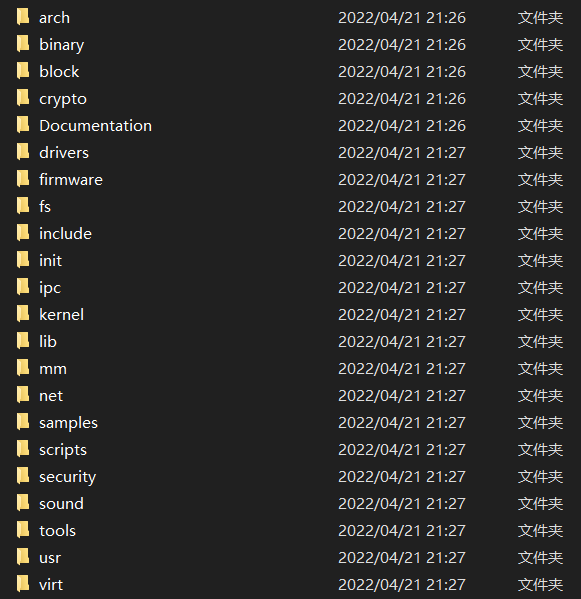 arch 2022/04/21 21:26 文件夹
binary 2022/04/21 21:26 文件夹
block 2022/04/21 21:26 文件夹
crypto 2022/04/21 21:26 文件夹
Documentation 2022/04/21 21:26 文件夹
drivers 2022/04/21 21:27 文件夹
firmware 2022/04/21 21:27 文件夹
fs 2022/04/21 21:27 文件夹
include 2022/04/21 21:27 文件夹
init 2022/04/21 21:27 文件夹
ipc 2022/04/21 21:27 文件夹
kernel 2022/04/21 21:27 文件夹
lib 2022/04/21 21:27 文件夹
mm 2022/04/21 21:27 文件夹
net 2022/04/21 21:27 文件夹
samples 2022/04/21 21:27 文件夹
scripts 2022/04/21 21:27 文件夹
security 2022/04/21 21:27 文件夹
sound 2022/04/21 21:27 文件夹
tools 2022/04/21 21:27 文件夹
usr 2022/04/21 21:27 文件夹
virt 2022/04/21 21:27 文件夹